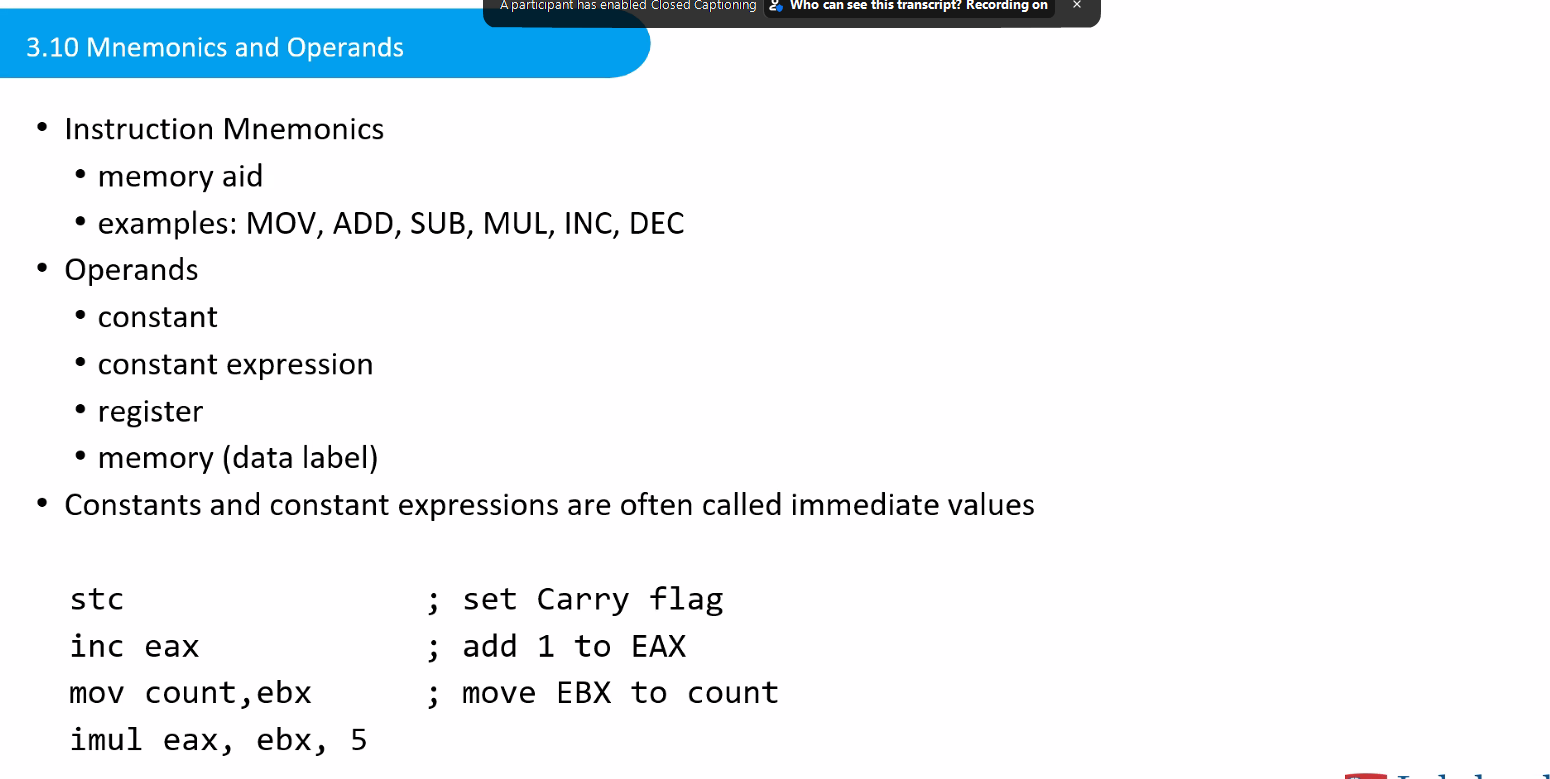 A participant has enabled Closed Captioning Who can see this transcript? Recording on ×
3.10 Mnemonics and Operands
• Instruction Mnemonics
• memory aid
• examples: MOV, ADD, SUB, MUL, INC, DEC
• Operands
• constant
• constant expression
• register
• memory (data label)
• Constants and constant expressions are often called immediate values
stc ; set Carry flag
inc eax ; add 1 to EAX
mov count,ebx ; move EBX to count
imul eax, ebx, 5